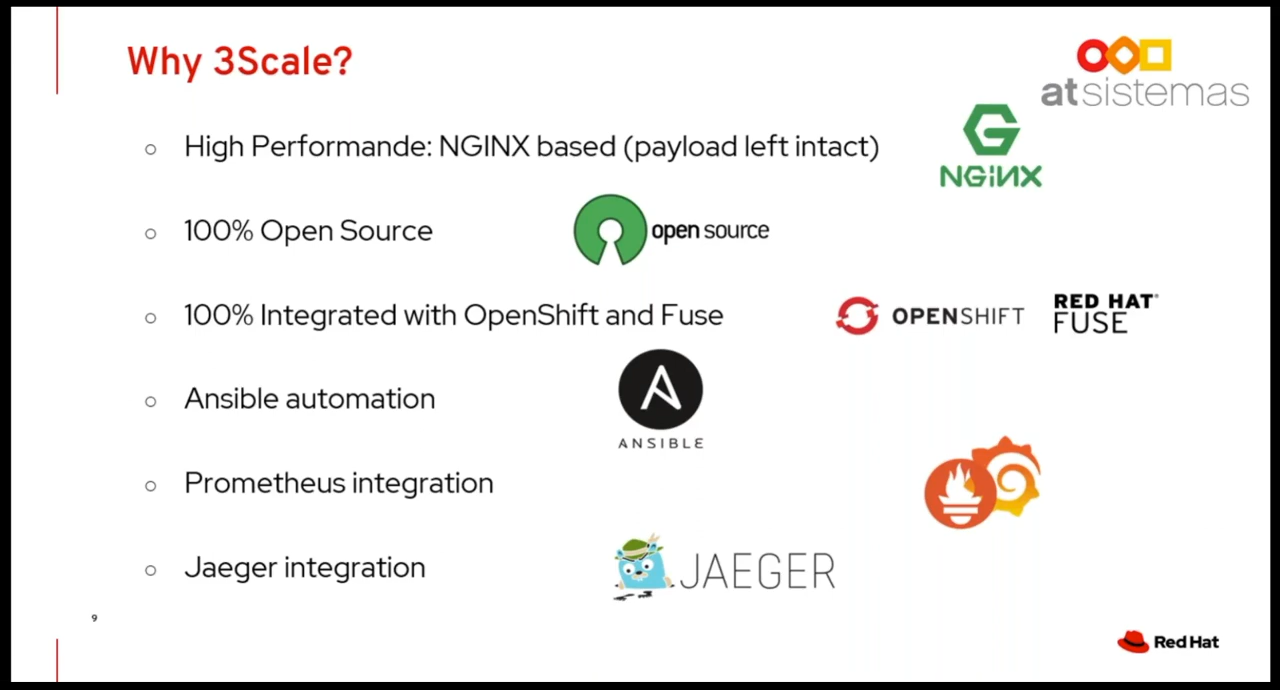 Why 3Scale?
atsistemas
High Performande: NGINX based (payload left intact)
NGINX
100% Open Source
open source
100% Integrated with OpenShift and Fuse
OPENSHIFT
RED HAT®
FUSE
Ansible automation
ANSIBLE
Prometheus integration
Jaeger integration
JAEGER
9
Red Hat